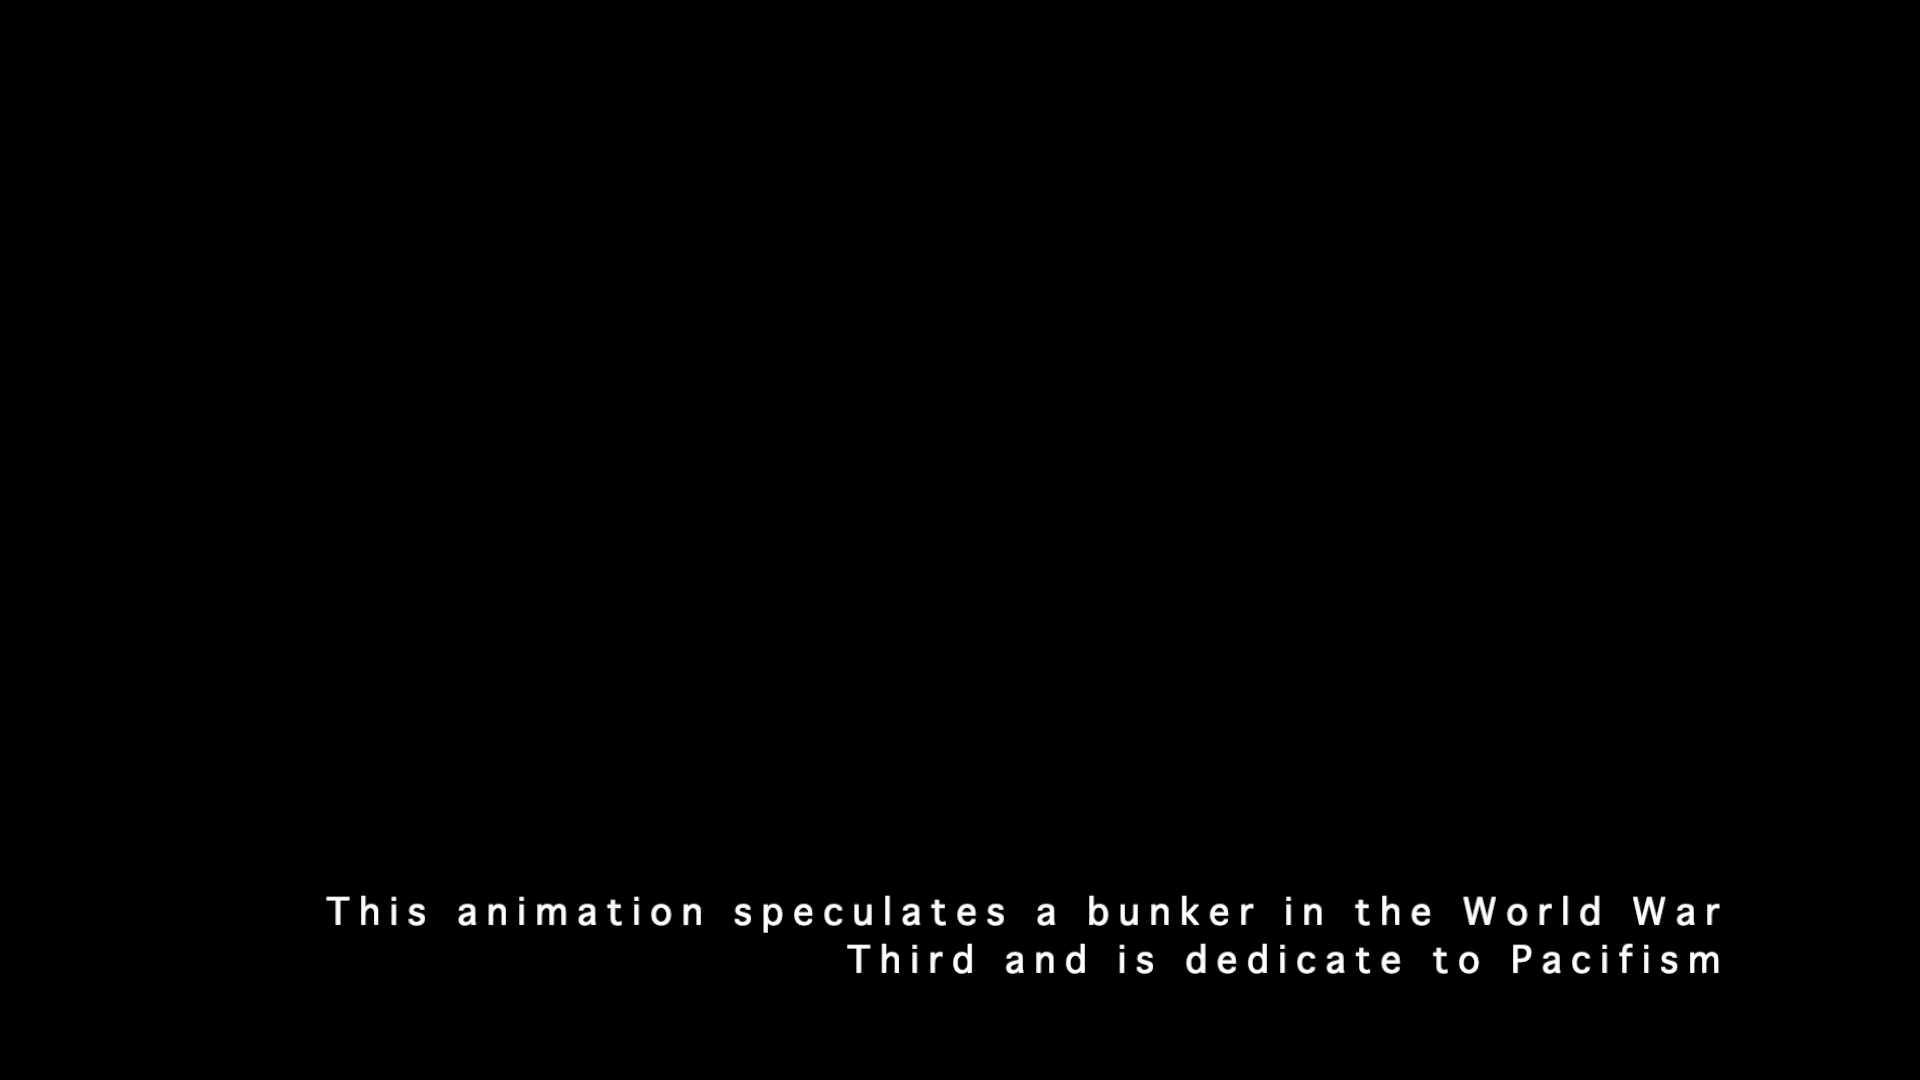 This animation speculates a bunker in the World War
Third and is dedicate to Pacifism